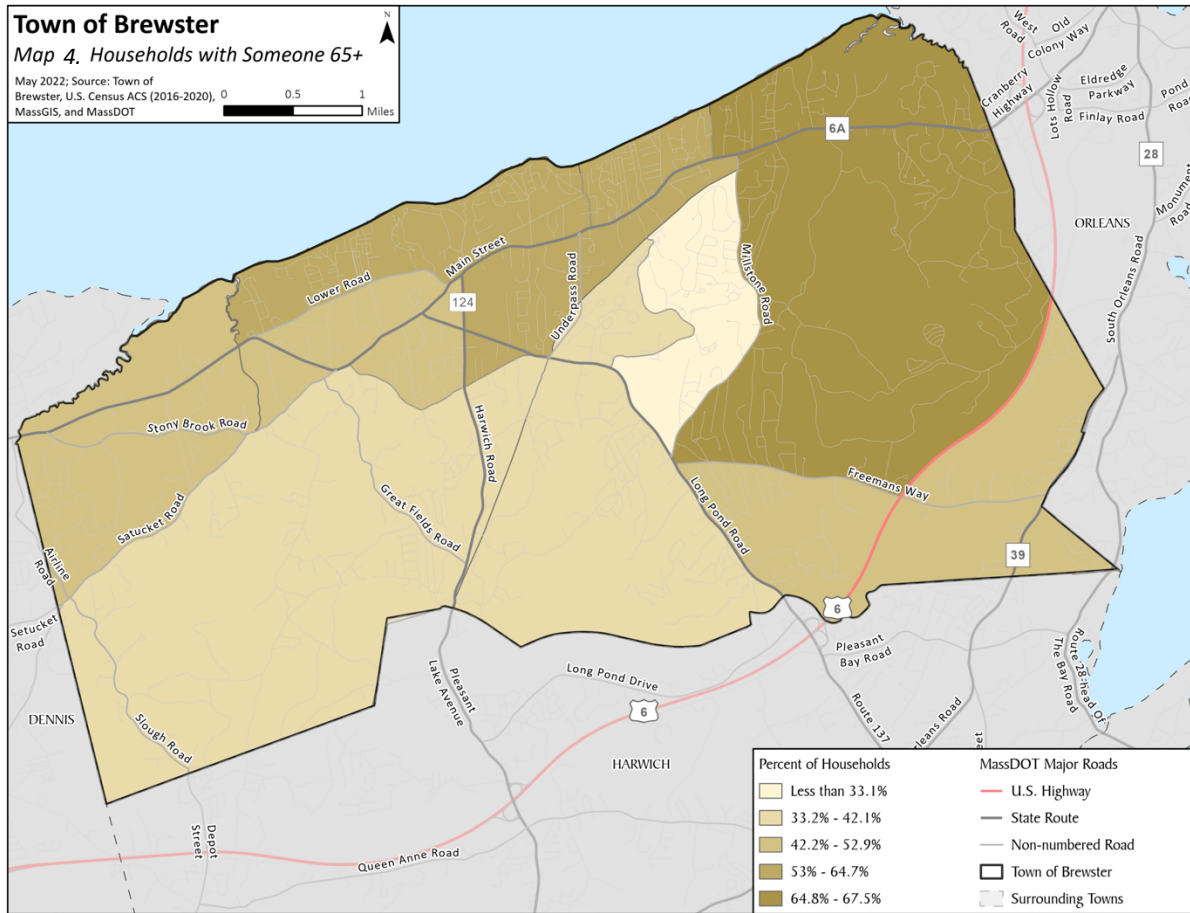 Town of Brewster
Map 4. Households with Someone 65+
May 2022; Source: Town of
Brewster, U.S. Census ACS (2016-2020),
MassGIS, and MassDOT
N
0 0.5 1
Miles
West
Road
Old
Colony Way
Cranberry
Highway
Lots Hollow
Road
Eldredge
Parkway
Pond
Finlay Road
6A
28
Monument
ORLEANS
South Orleans Road
Main Street
Lower Road
124
Underpass Road
Millstone Road
Stony Brook Road
Harwich Road
Satucket Road
Great Fields Road
Long Pond Road
Freemans Way
Airline
Road
39
Setucket
Road
6
Pleasant
Bay Road
Route 28-head Of
The Bay Road
Pleasant
Lake Avenue
Long Pond Drive
6
Route 137
rleans Road
DENNIS
Slough Road
HARWICH
Depot
Street
Queen Anne Road
Percent of Households
Less than 33.1%
33.2% - 42.1%
42.2% - 52.9%
53% - 64.7%
64.8% - 67.5%
MassDOT Major Roads
U.S. Highway
State Route
Non-numbered Road
Town of Brewster
Surrounding Towns